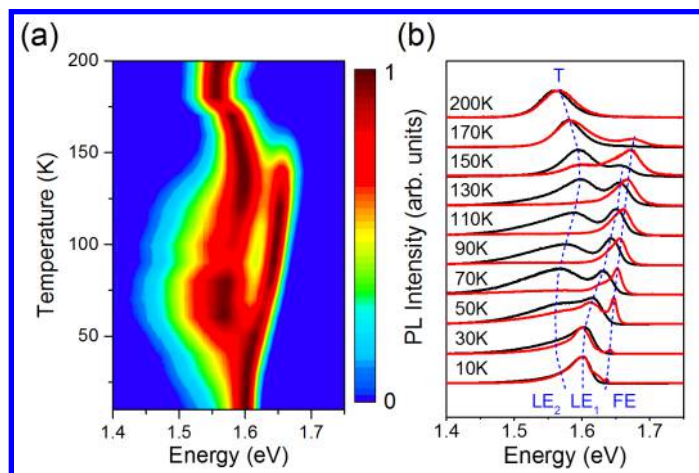 (a)
200
150
100
50
Temperature (K)
1.4 1.5 1.6 1.7
Energy (eV)
1
0
(b)
T
200K
170K
150K
130K
110K
90K
70K
50K
30K
10K
LE2 LE1 FE
PL Intensity (arb. units)
1.4 1.5 1.6 1.7
Energy (eV)